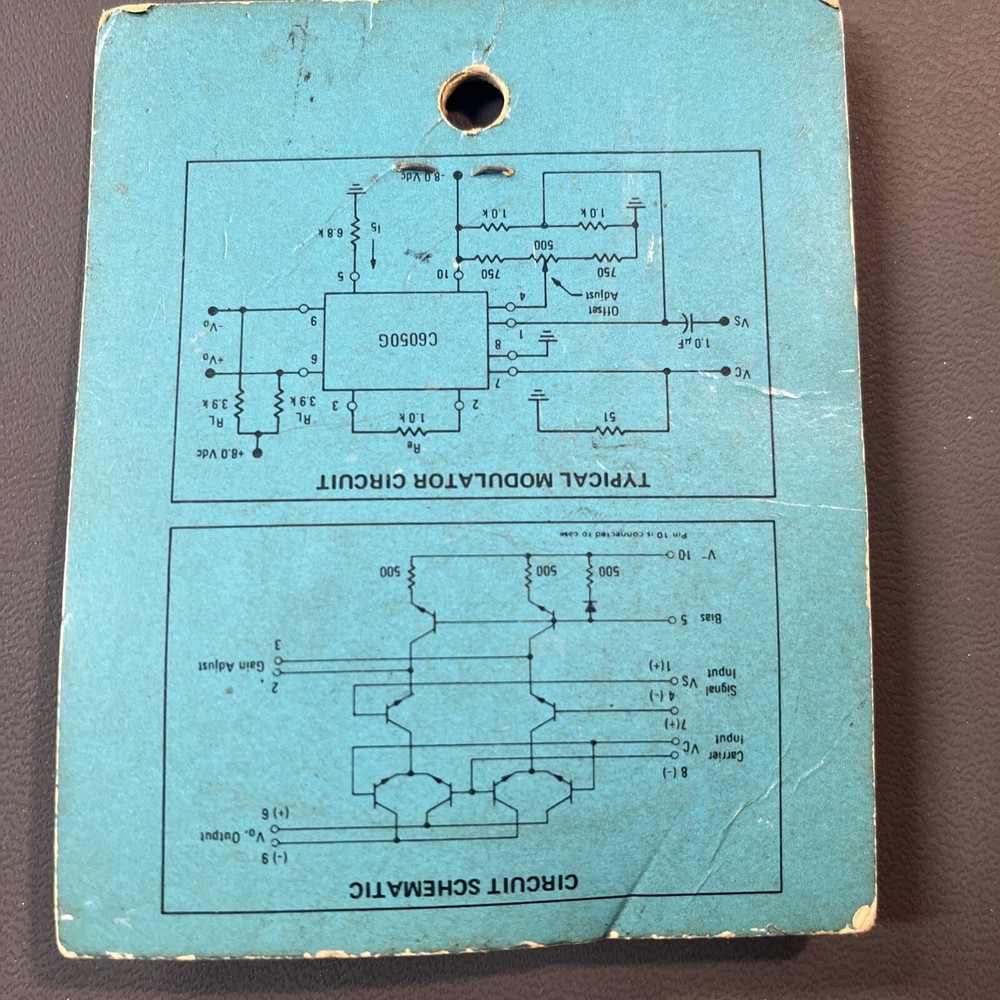 CIRCUIT SCHEMATIC
(-) 9
Vo, Output
(+) 6
8 (-)
Carrier
Input
VC
7(+)
4 (-)
Signal
Input
VS
1(+)
2
Gain Adjust
3
Bias 5
500
500
500
V- 10
Pin 10 is connected to case
TYPICAL MODULATOR CIRCUIT
+8.0 Vdc
Re
1.0 k
51
RL
3.9 k
RL
3.9 k
2
3
VC
7
8
C6050G
6
+Vo
1.0 µF
VS
1
Offset
Adjust
4
9
-Vo
750
500
750
10
5
I5
6.8 k
1.0 k
1.0 k
-8.0 Vdc